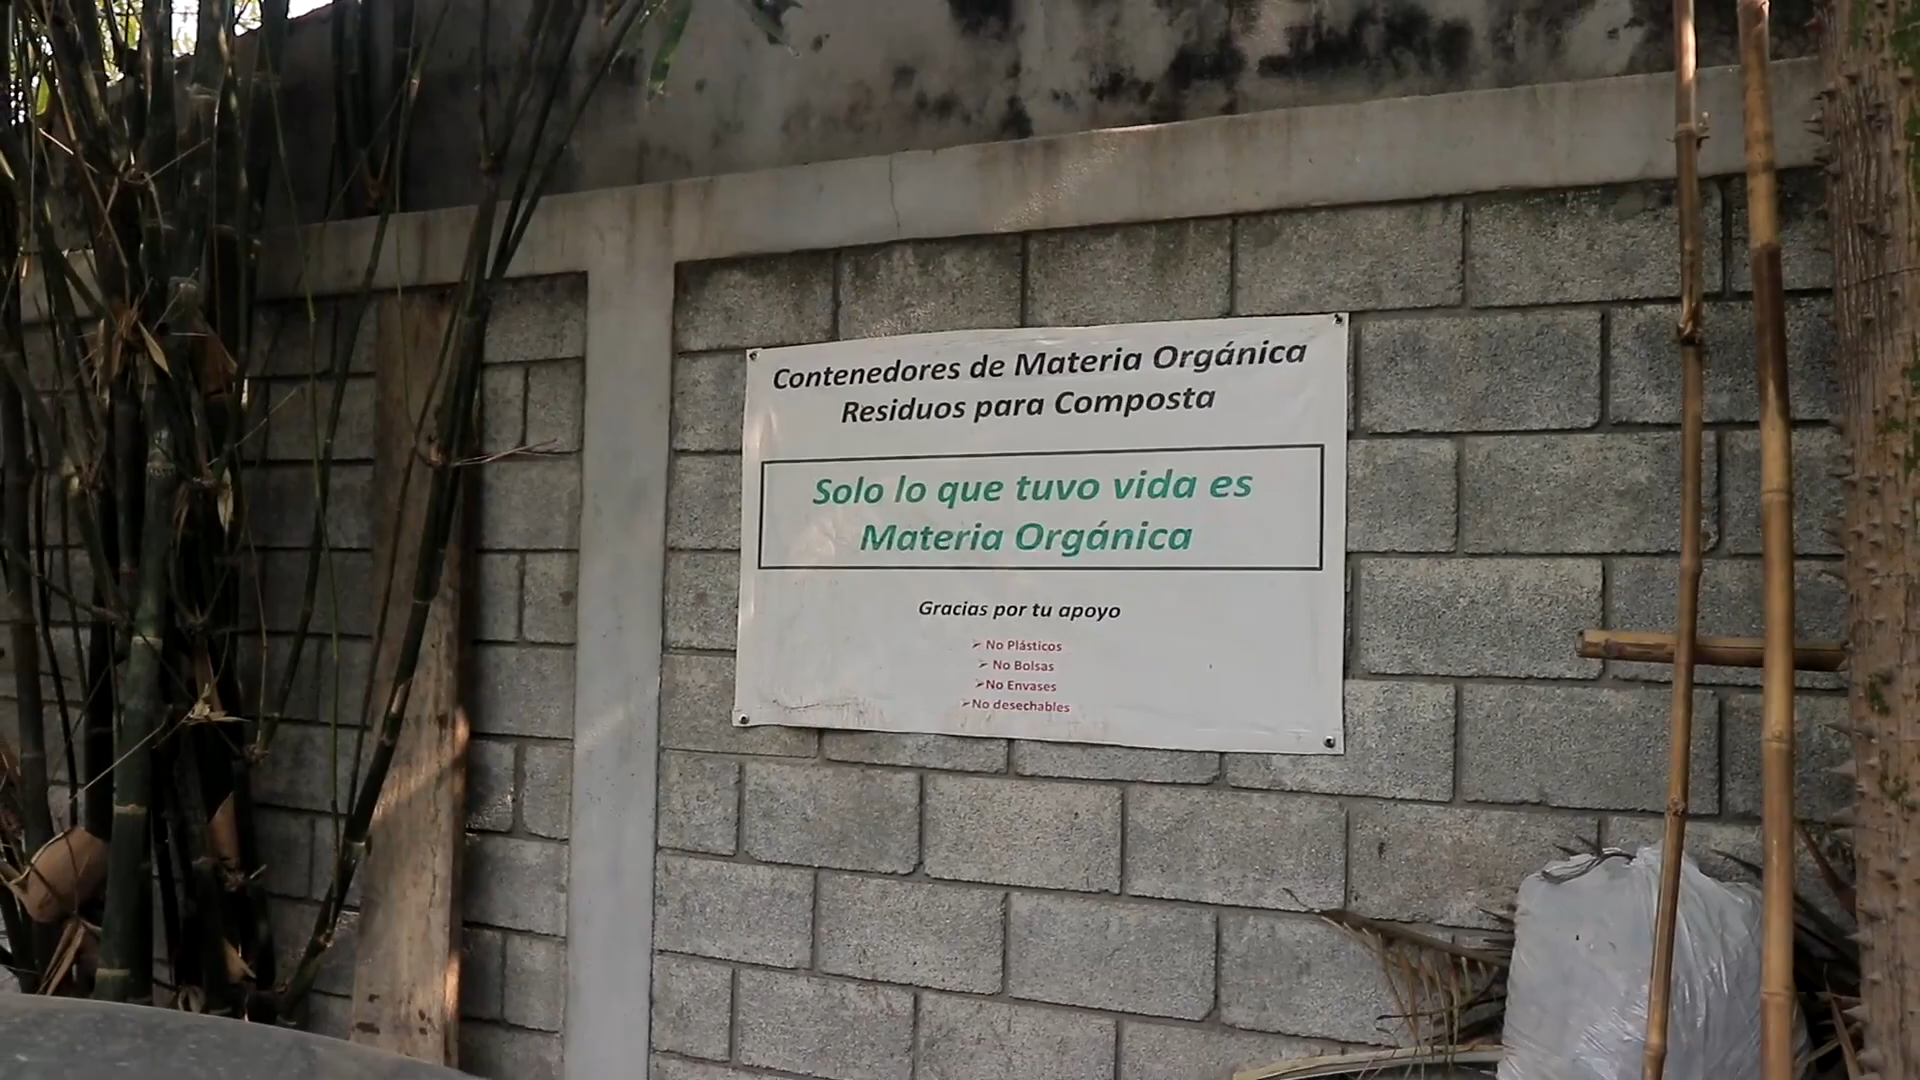 Contenedores de Materia Orgánica
Residuos para Composta
Solo lo que tuvo vida es
Materia Orgánica
Gracias por tu apoyo
➢ No Plásticos
➢ No Bolsas
➢No Envases
➢No desechables